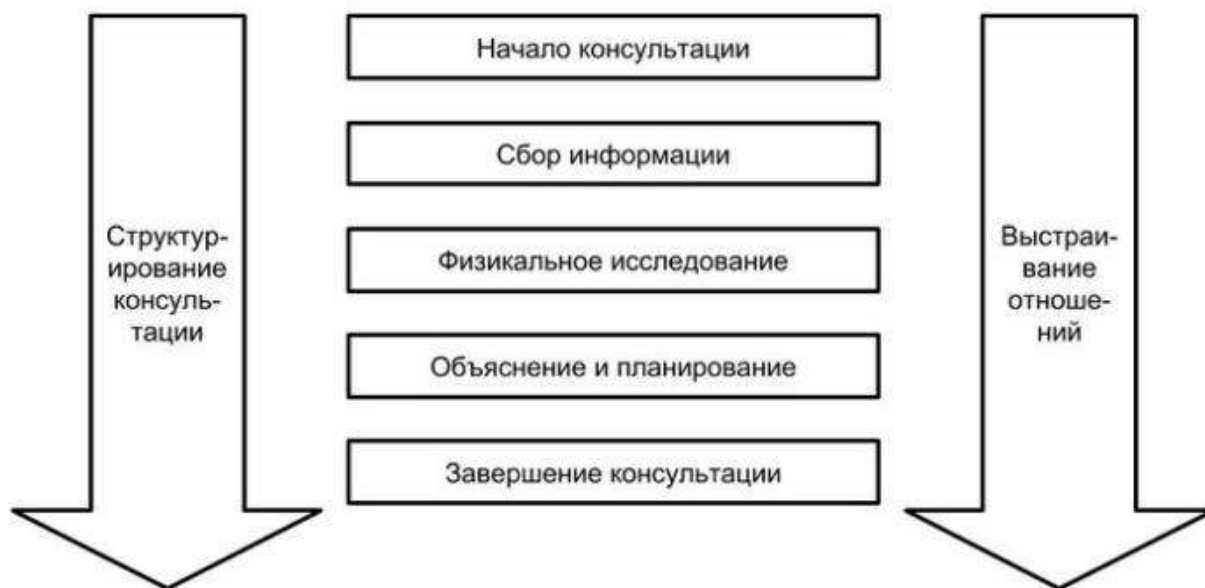 Начало консультации
Сбор информации
Структур-
ирование
консуль-
тации
Физикальное исследование
Выстраи-
вание
отноше-
ний
Объяснение и планирование
Завершение консультации